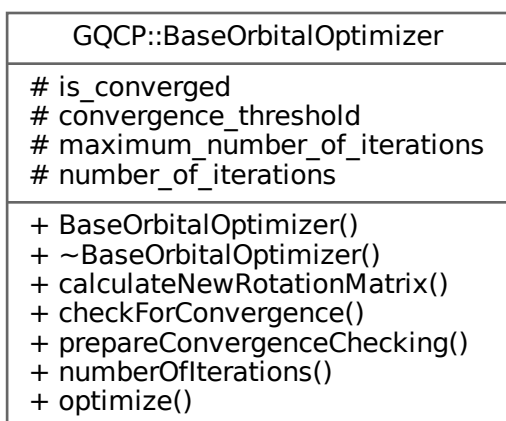 GQCP::BaseOrbitalOptimizer
# is_converged
# convergence_threshold
# maximum_number_of_iterations
# number_of_iterations
+ BaseOrbitalOptimizer()
+ ~BaseOrbitalOptimizer()
+ calculateNewRotationMatrix()
+ checkForConvergence()
+ prepareConvergenceChecking()
+ numberOfIterations()
+ optimize()